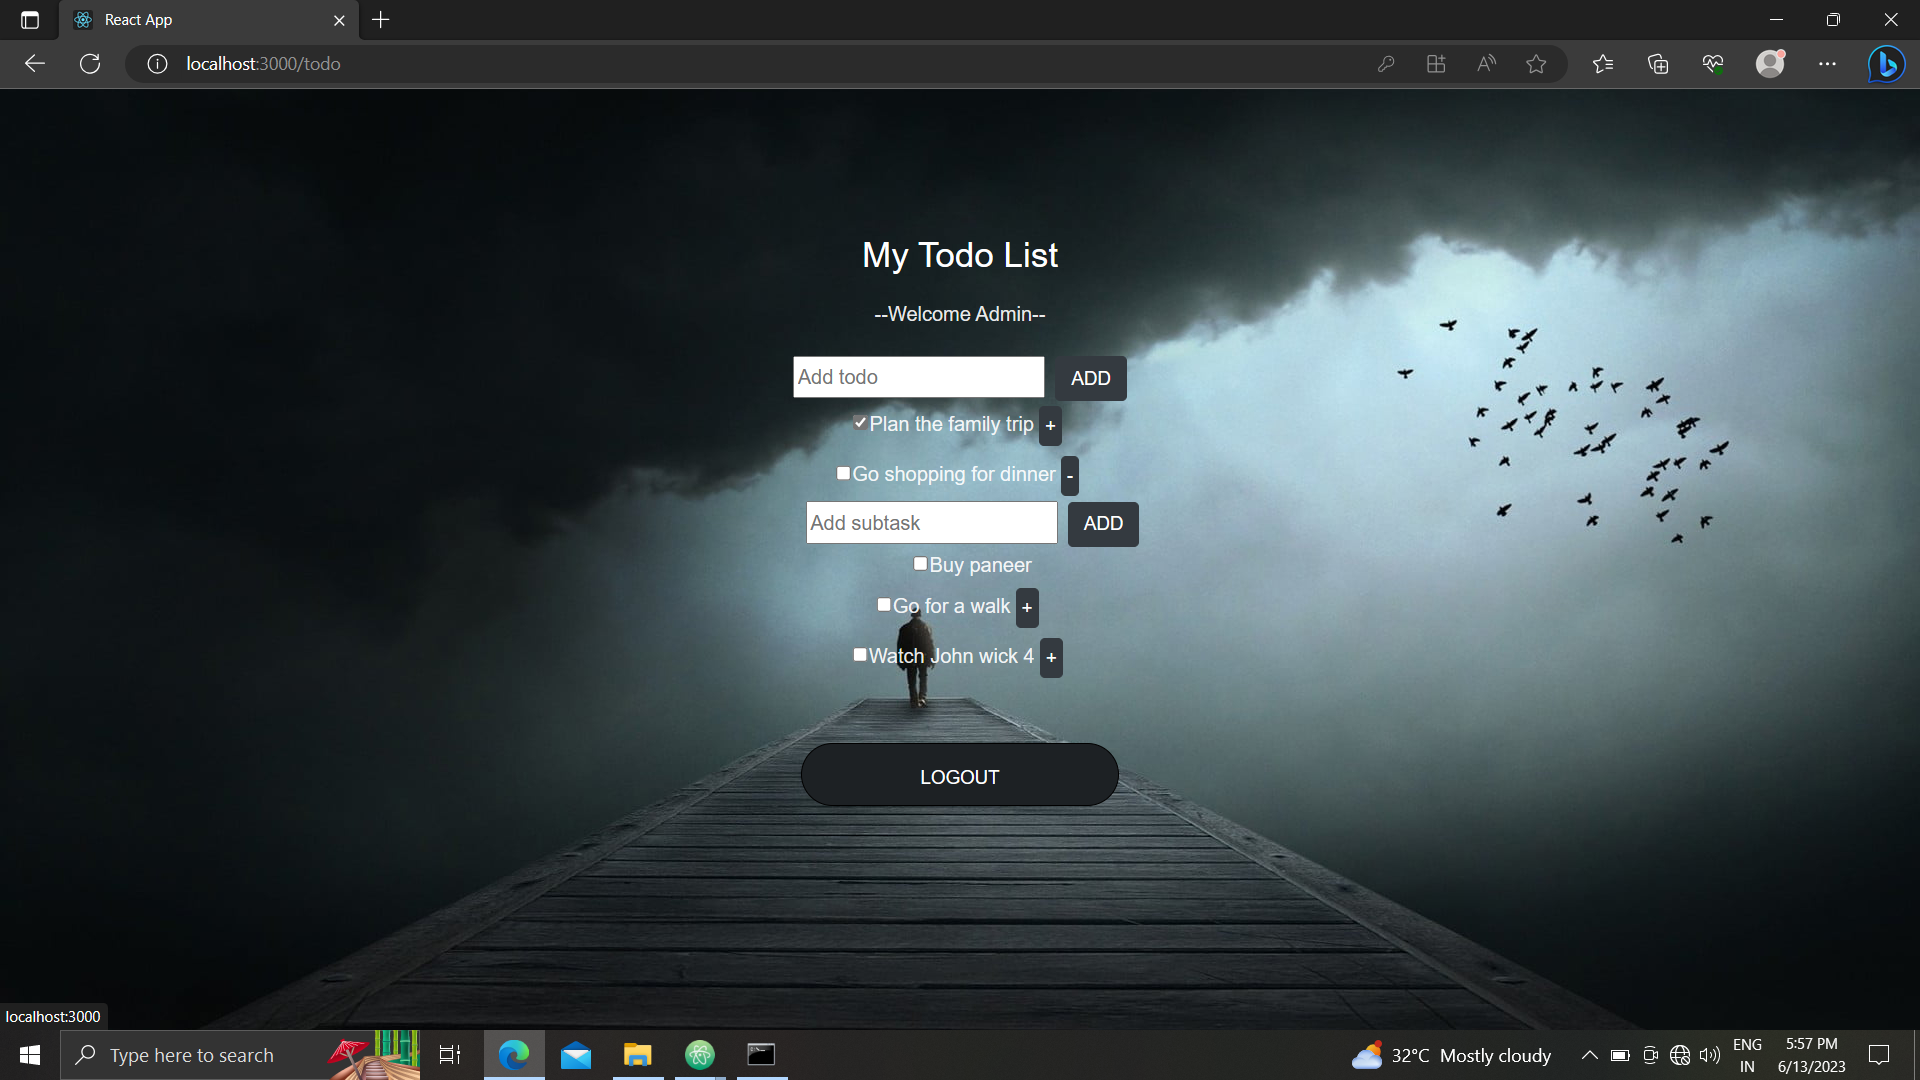 React App
localhost:3000/todo
My Todo List
--Welcome Admin--
Add todo ADD
Plan the family trip +
Go shopping for dinner -
Add subtask ADD
Buy paneer
Go for a walk +
Watch John wick 4 +
LOGOUT
localhost:3000
Type here to search
32°C Mostly cloudy
ENG
IN
5:57 PM
6/13/2023